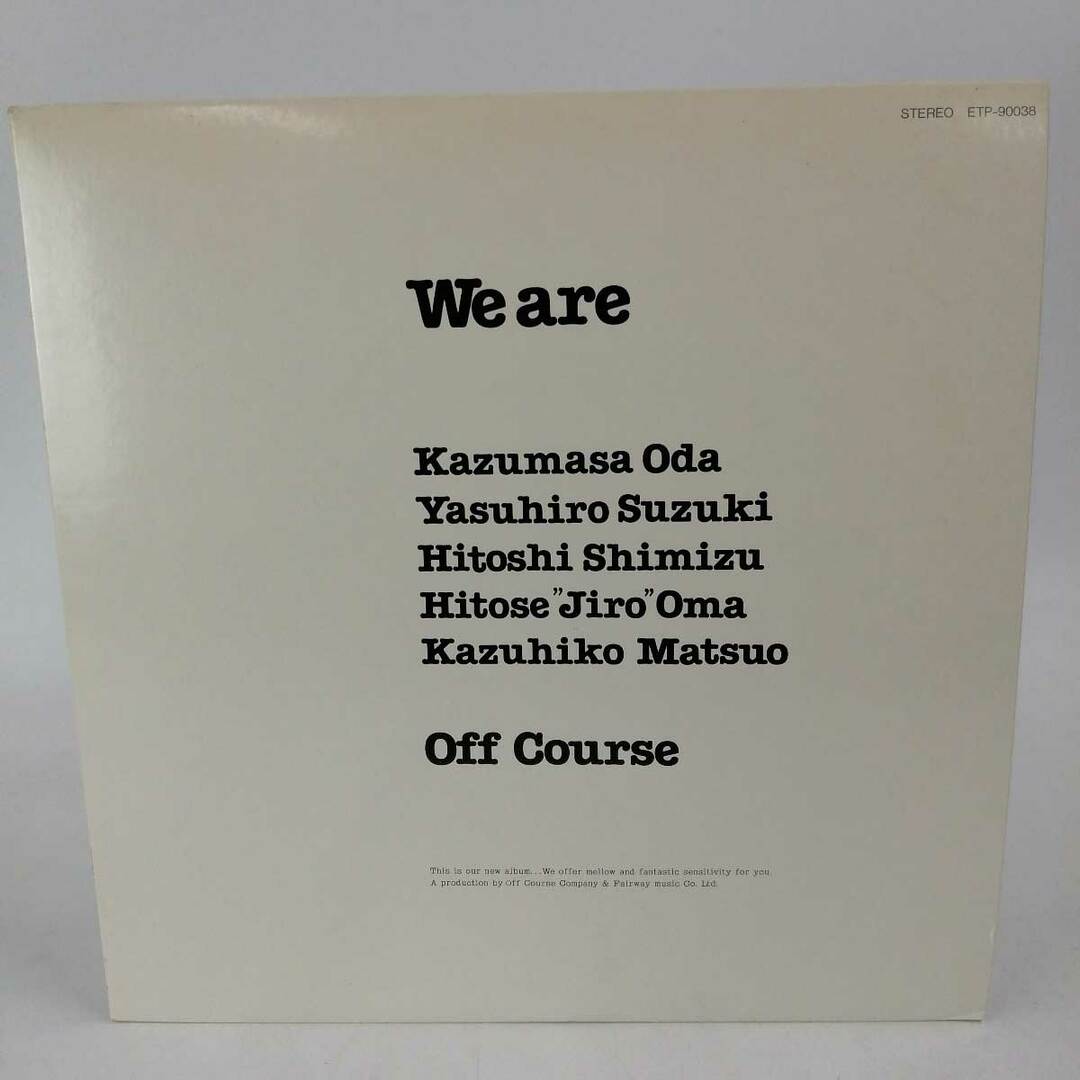 STEREO ETP-90038
We are
Kazumasa Oda
Yasuhiro Suzuki
Hitoshi Shimizu
Hitose "Jiro" Oma
Kazuhiko Matsuo
Off Course
This is our new album...We offer mellow and fantastic sensitivity for you.
A production by Off Course Company & Fairway music Co. Ltd.